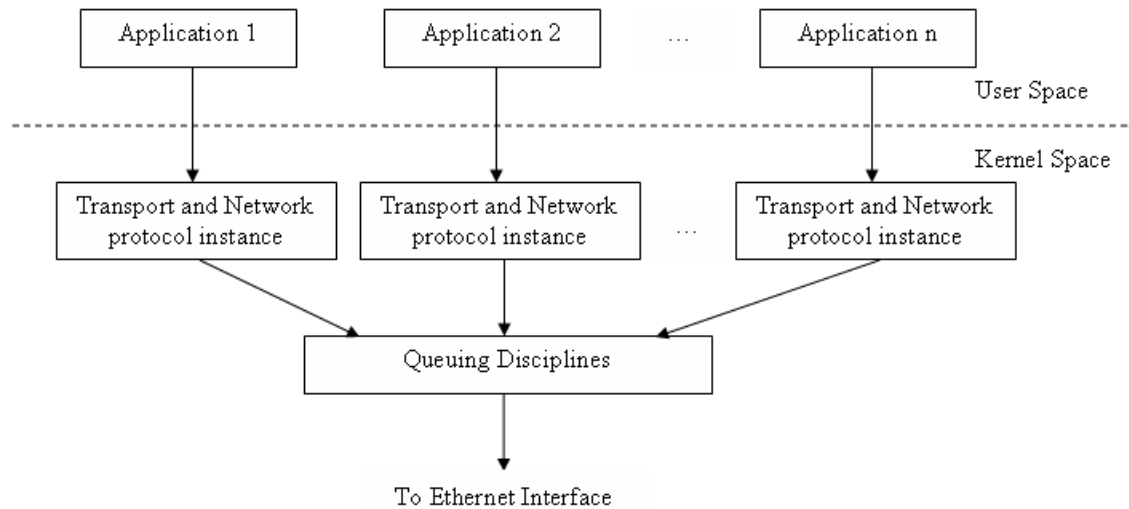 Application 1
Application 2
...
Application n
User Space
Kernel Space
Transport and Network
protocol instance
Transport and Network
protocol instance
...
Transport and Network
protocol instance
Queuing Disciplines
To Ethernet Interface